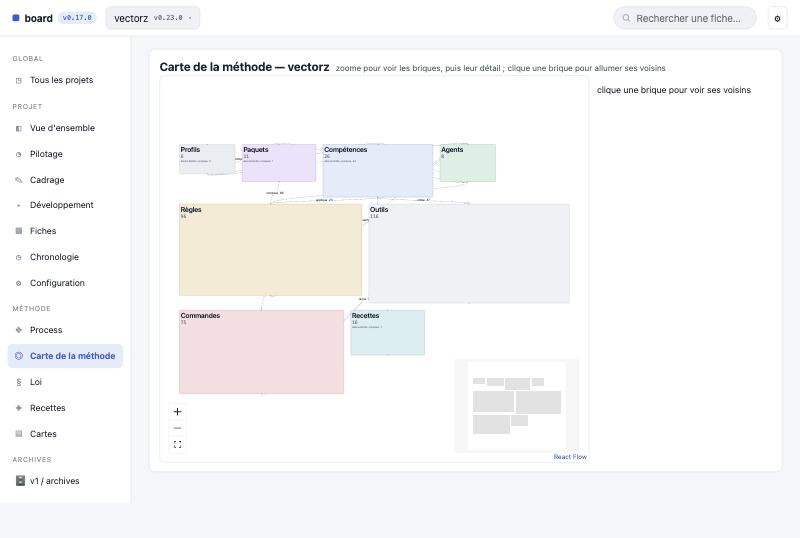 board v0.17.0
vectorz v0.23.0
Rechercher une fiche…
GLOBAL
Tous les projets
PROJET
Vue d'ensemble
Pilotage
Cadrage
Développement
Fiches
Chronologie
Configuration
MÉTHODE
Process
Carte de la méthode
Loi
Recettes
Cartes
ARCHIVES
v1 / archives
Carte de la méthode — vectorz zoome pour voir les briques, puis leur détail ; clique une brique pour allumer ses voisins
clique une brique pour voir ses voisins
Profils
Paquets
11
Compétences
26
Agents
8
Règles
Outils
116
Commandes
75
Recettes
React Flow